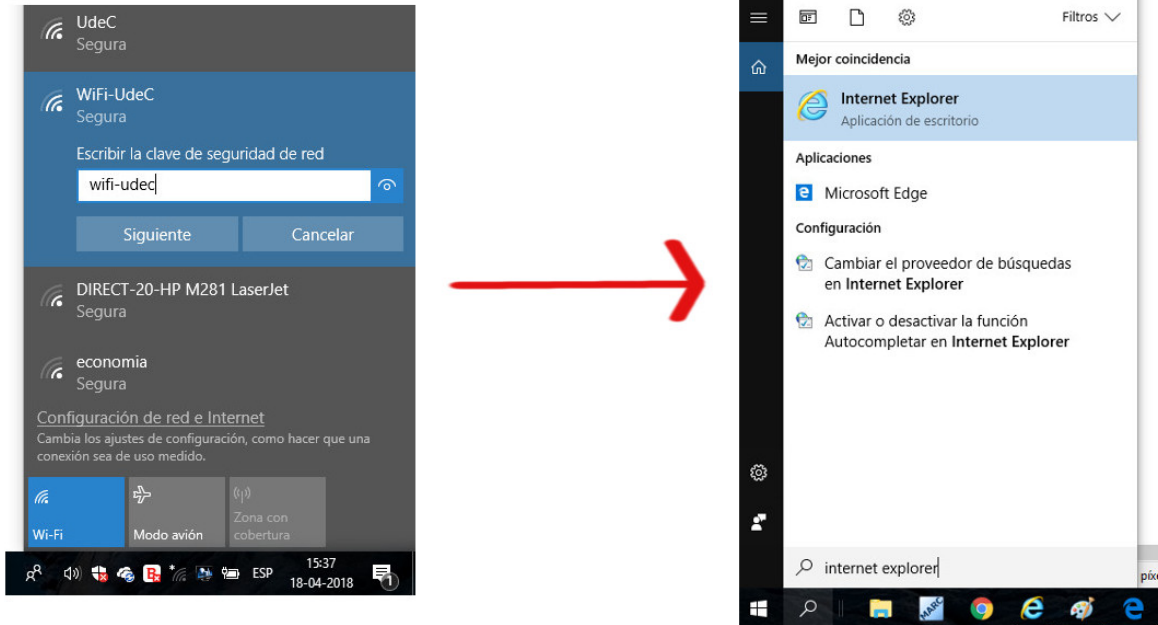 UdeC
Segura
WiFi-UdeC
Segura
Escribir la clave de seguridad de red
wifi-udec
Siguiente
Cancelar
DIRECT-20-HP M281 LaserJet
Segura
economia
Segura
Configuración de red e Internet
Cambia los ajustes de configuración, como hacer que una
conexión sea de uso medido.
Wi-Fi
Modo avión
Zona con
cobertura
ESP
15:37
18-04-2018
1
Filtros
Mejor coincidencia
Internet Explorer
Aplicación de escritorio
Aplicaciones
Microsoft Edge
Configuración
Cambiar el proveedor de búsquedas
en Internet Explorer
Activar o desactivar la función
Autocompletar en Internet Explorer
internet explorer
MARC